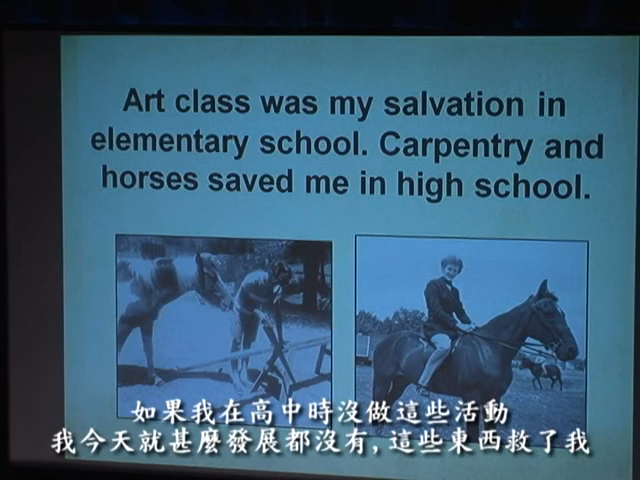 Art class was my salvation in
elementary school. Carpentry and
horses saved me in high school.
如果我在高中時沒做這些活動
我今天就甚麼發展都沒有,這些東西救了我